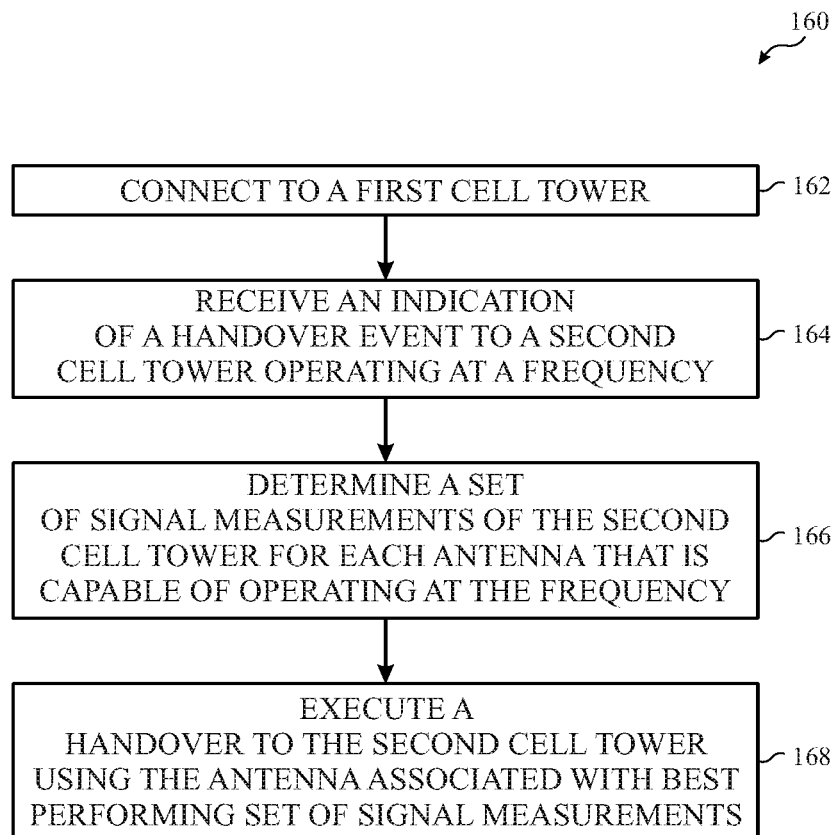 160
CONNECT TO A FIRST CELL TOWER
162
RECEIVE AN INDICATION
OF A HANDOVER EVENT TO A SECOND
CELL TOWER OPERATING AT A FREQUENCY
164
DETERMINE A SET
OF SIGNAL MEASUREMENTS OF THE SECOND
CELL TOWER FOR EACH ANTENNA THAT IS
CAPABLE OF OPERATING AT THE FREQUENCY
166
EXECUTE A
HANDOVER TO THE SECOND CELL TOWER
USING THE ANTENNA ASSOCIATED WITH BEST
PERFORMING SET OF SIGNAL MEASUREMENTS
168